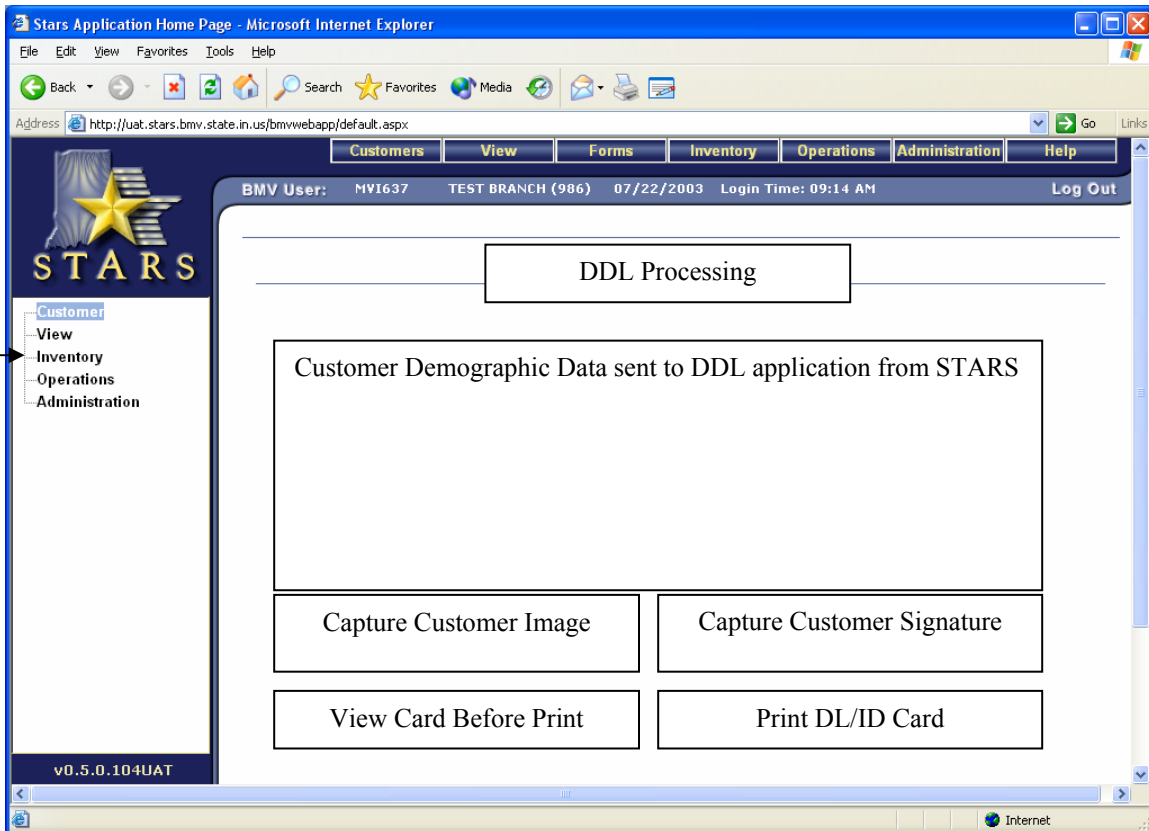 Stars Application Home Page - Microsoft Internet Explorer
File Edit View Favorites Tools Help
Back Search Favorites Media
Address http://uat.stars.bmv.state.in.us/bmvwebapp/default.aspx Go Links
Customers View Forms Inventory Operations Administration Help
BMV User: MVI637 TEST BRANCH (986) 07/22/2003 Login Time: 09:14 AM Log Out
STARS
DDL Processing
Customer
View
Inventory
Operations
Administration
Customer Demographic Data sent to DDL application from STARS
Capture Customer Image
Capture Customer Signature
View Card Before Print
Print DL/ID Card
v0.5.0.104UAT
Internet